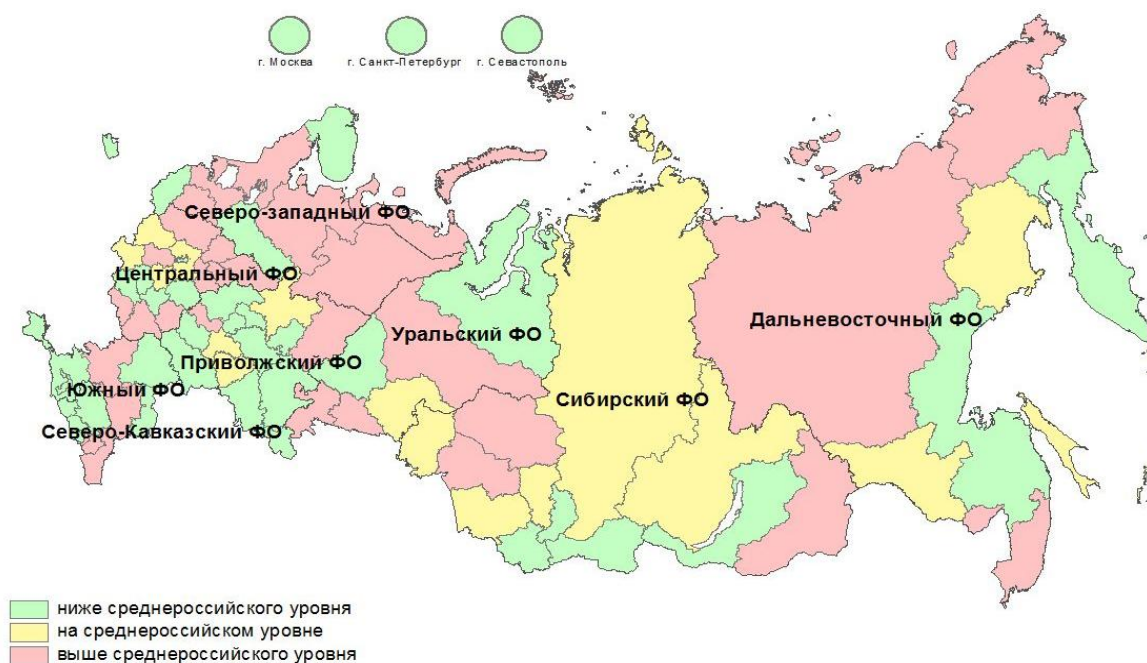 г. Москва
г. Санкт-Петербург
г. Севастополь
Северо-западный ФО
Центральный ФО
Уральский ФО
Дальневосточный ФО
Приволжский ФО
Южный ФО
Сибирский ФО
Северо-Кавказский ФО
ниже среднероссийского уровня
на среднероссийском уровне
выше среднероссийского уровня